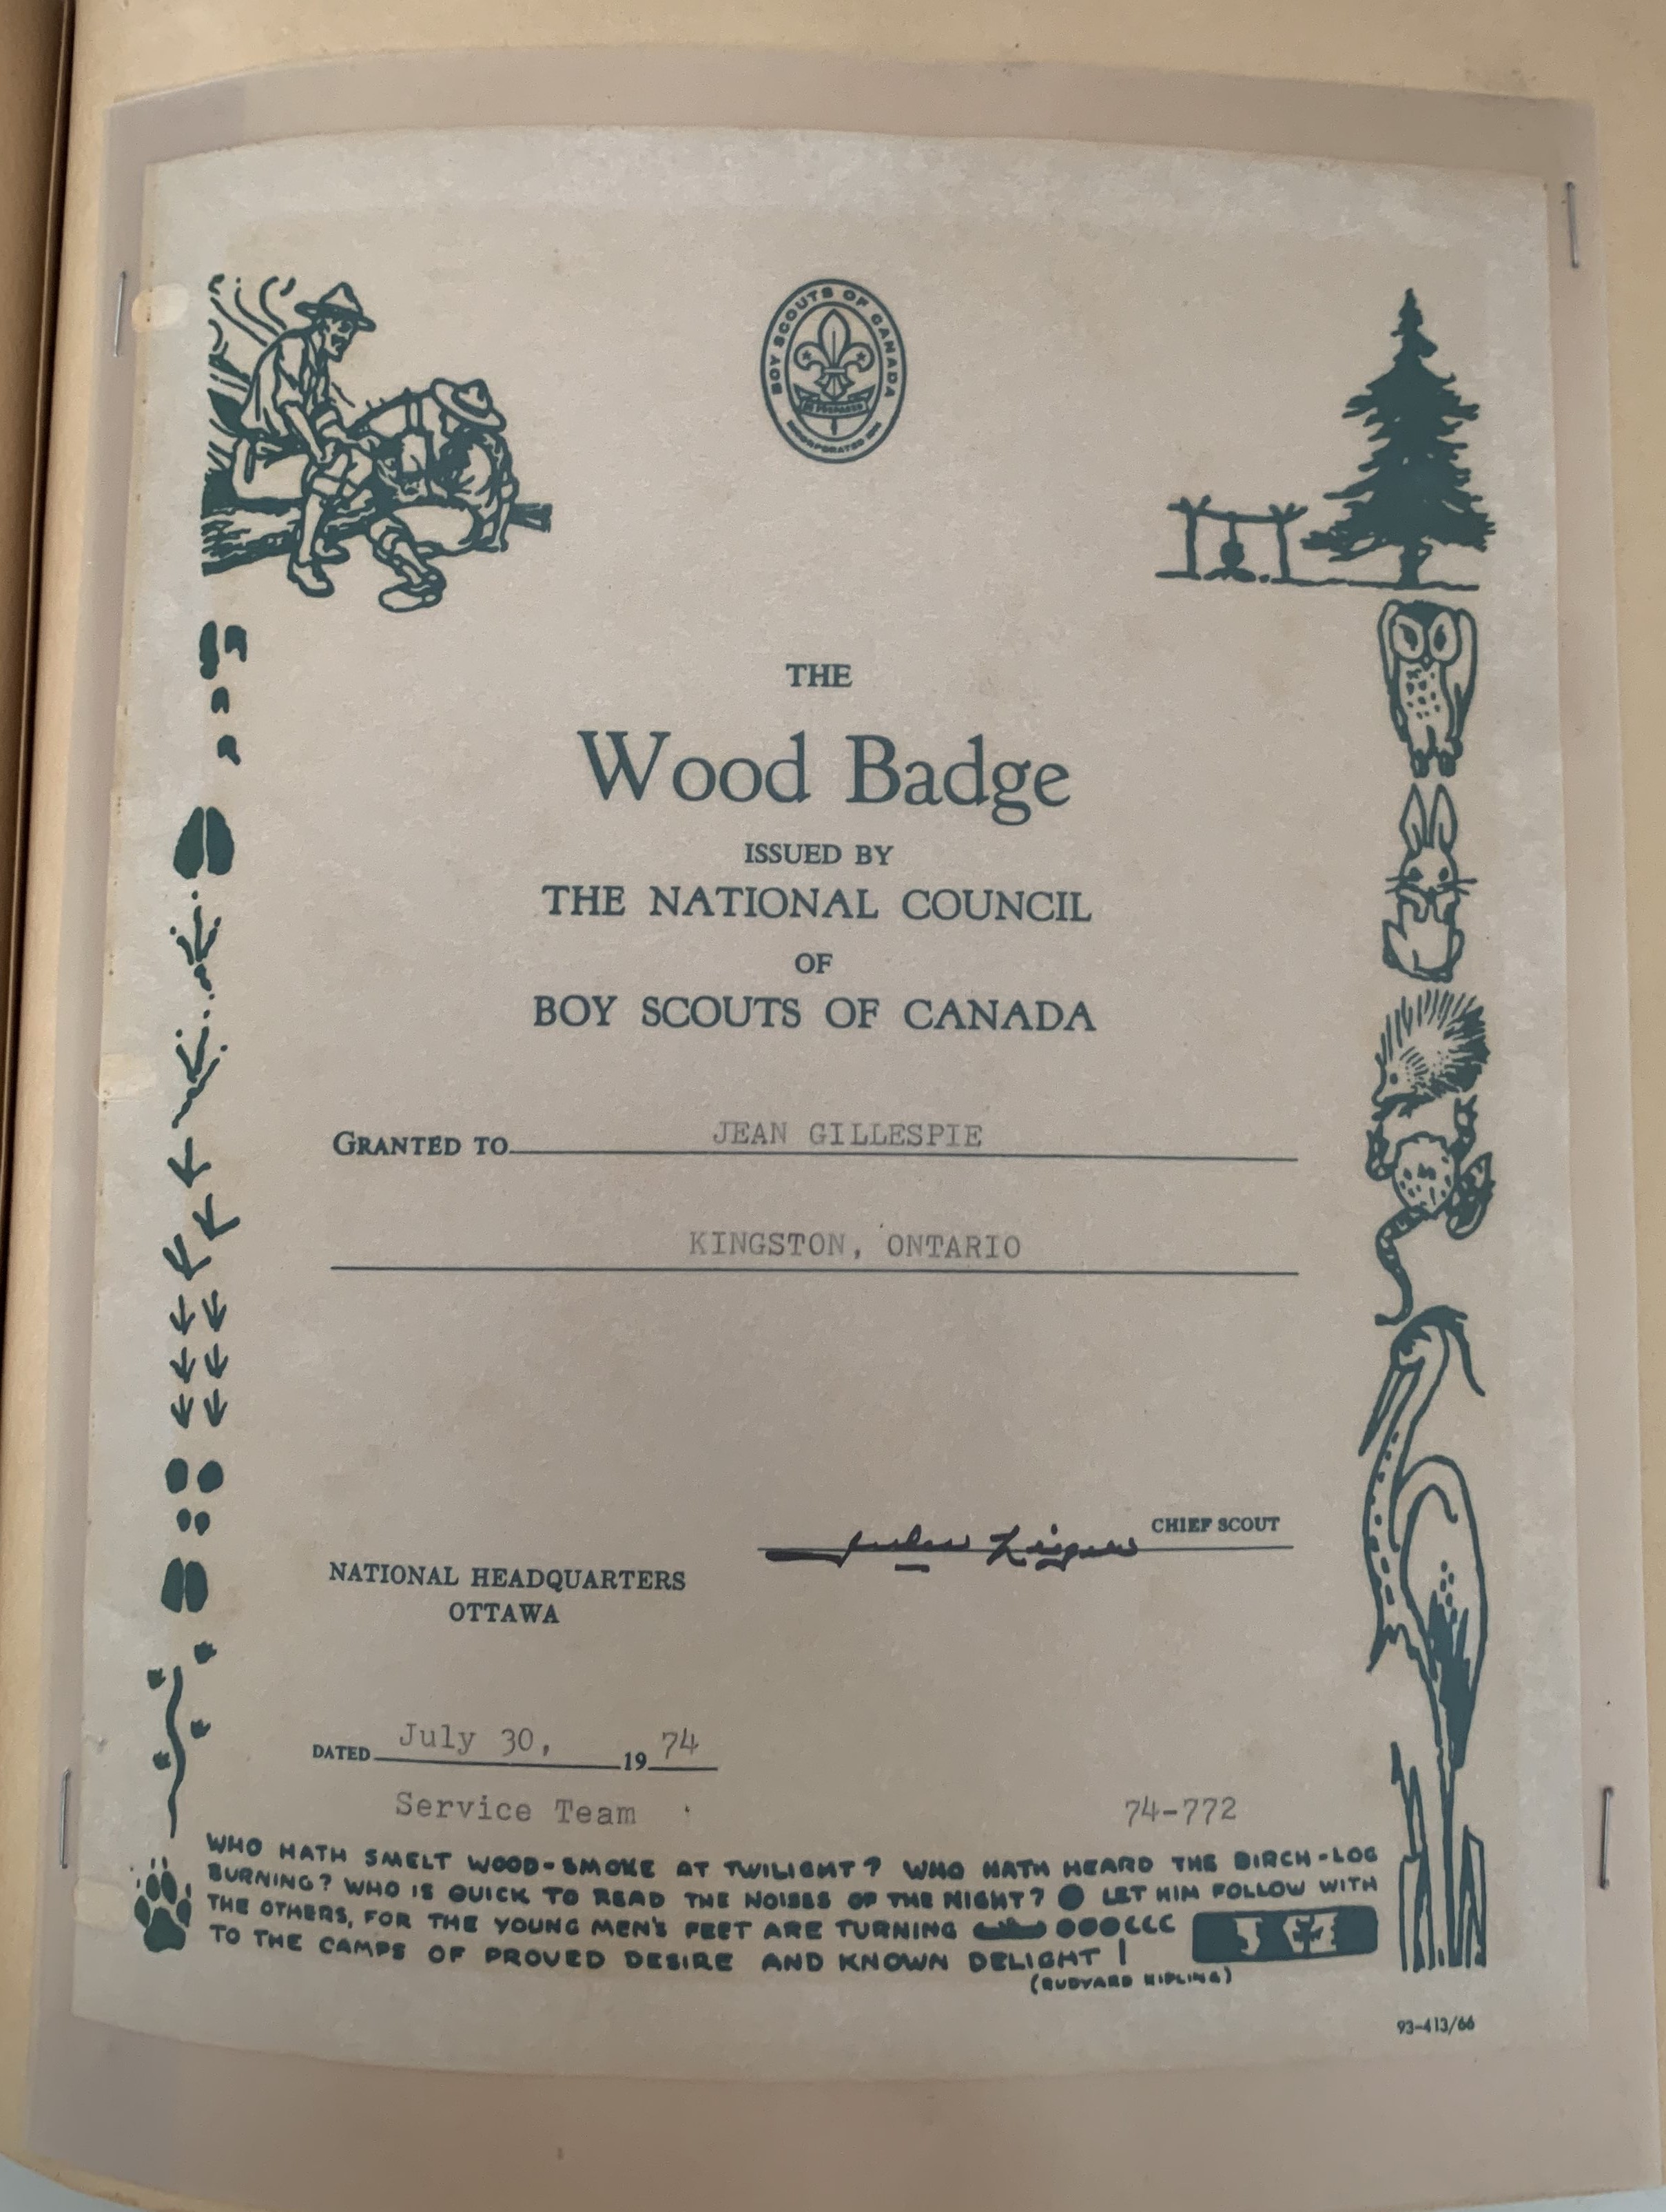 BOY SCOUTS OF CANADA
BE PREPARED
INCORPORATED 1914
THE
Wood Badge
ISSUED BY
THE NATIONAL COUNCIL
OF
BOY SCOUTS OF CANADA
GRANTED TO JEAN GILLESPIE
KINGSTON, ONTARIO
CHIEF SCOUT
NATIONAL HEADQUARTERS
OTTAWA
DATED July 30, 1974
Service Team 74-772
WHO HATH SMELT WOOD-SMOKE AT TWILIGHT? WHO HATH HEARD THE BIRCH-LOG
BURNING? WHO IS QUICK TO READ THE NOISES OF THE NIGHT? LET HIM FOLLOW WITH
THE OTHERS, FOR THE YOUNG MEN'S FEET ARE TURNING
TO THE CAMPS OF PROVED DESIRE AND KNOWN DELIGHT!
(RUDYARD KIPLING)
93-413/66